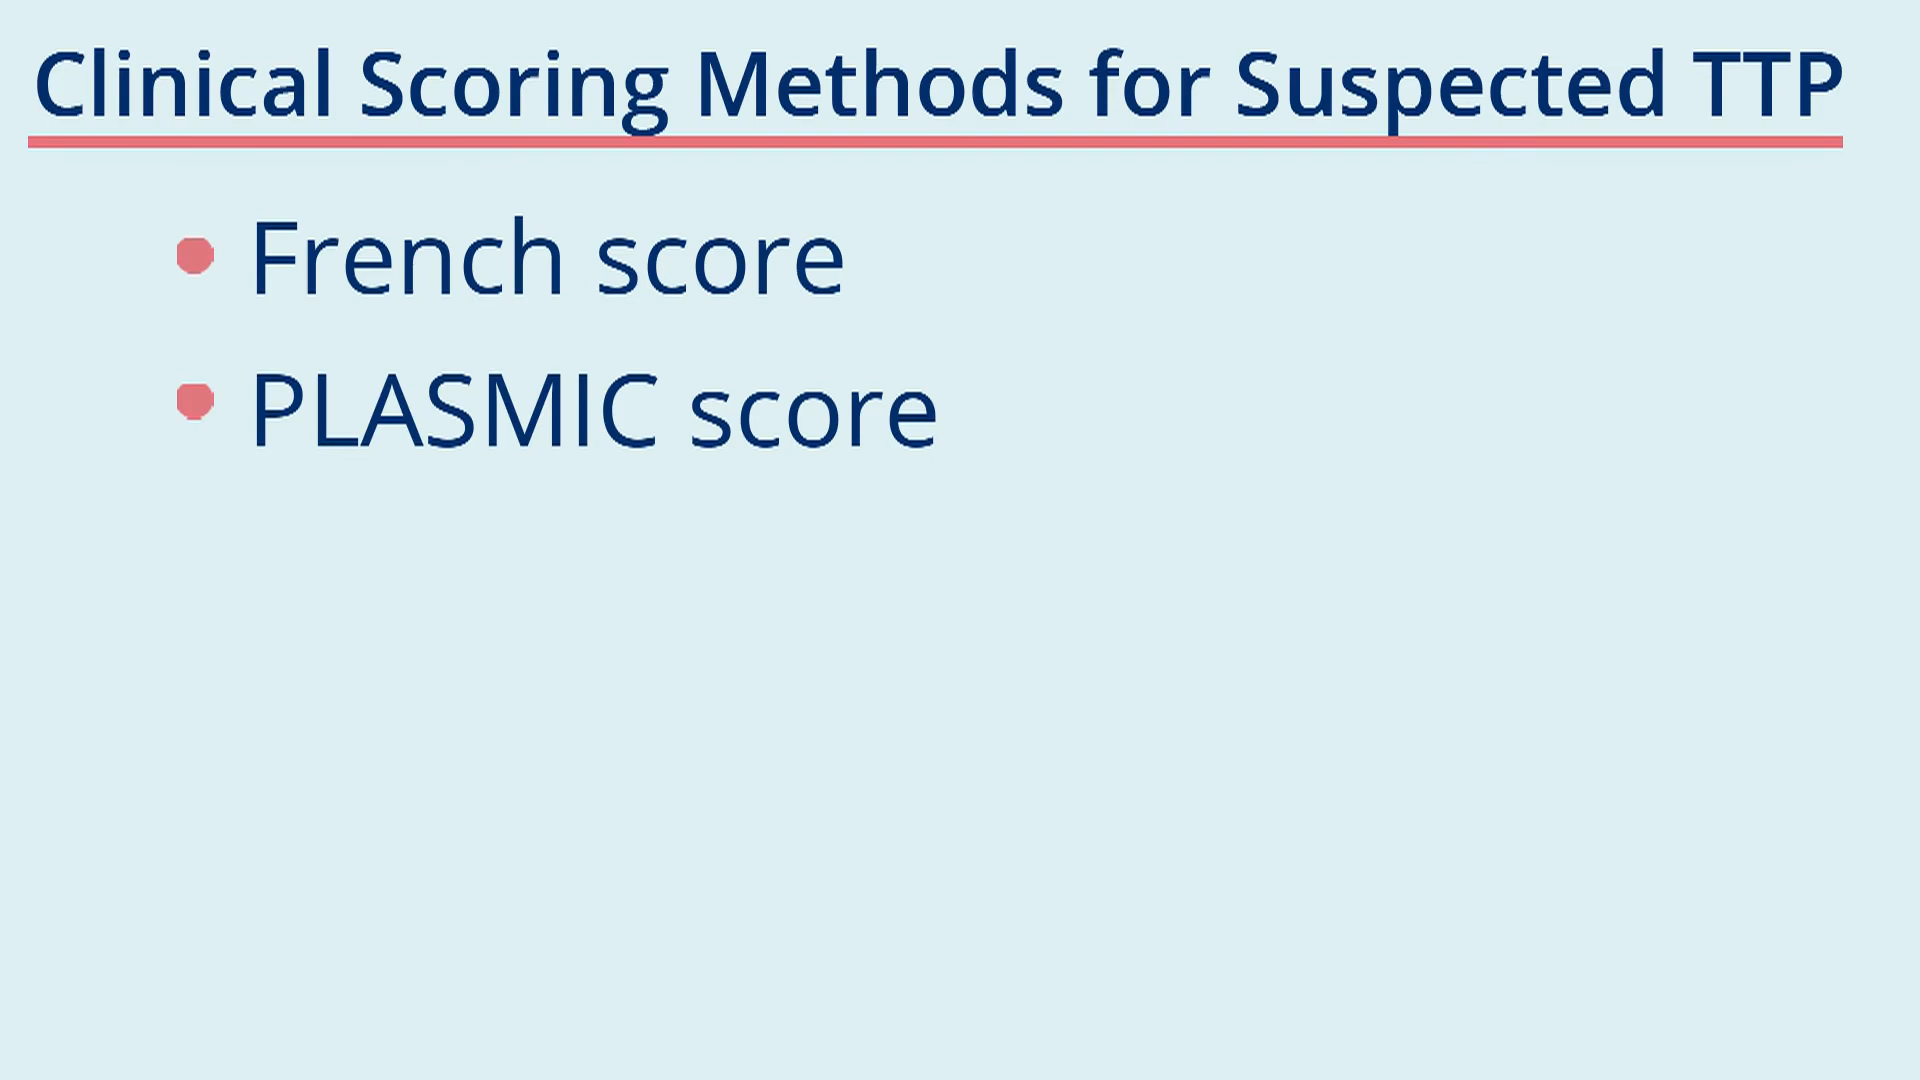 Clinical Scoring Methods for Suspected TTP
• French score
• PLASMIC score